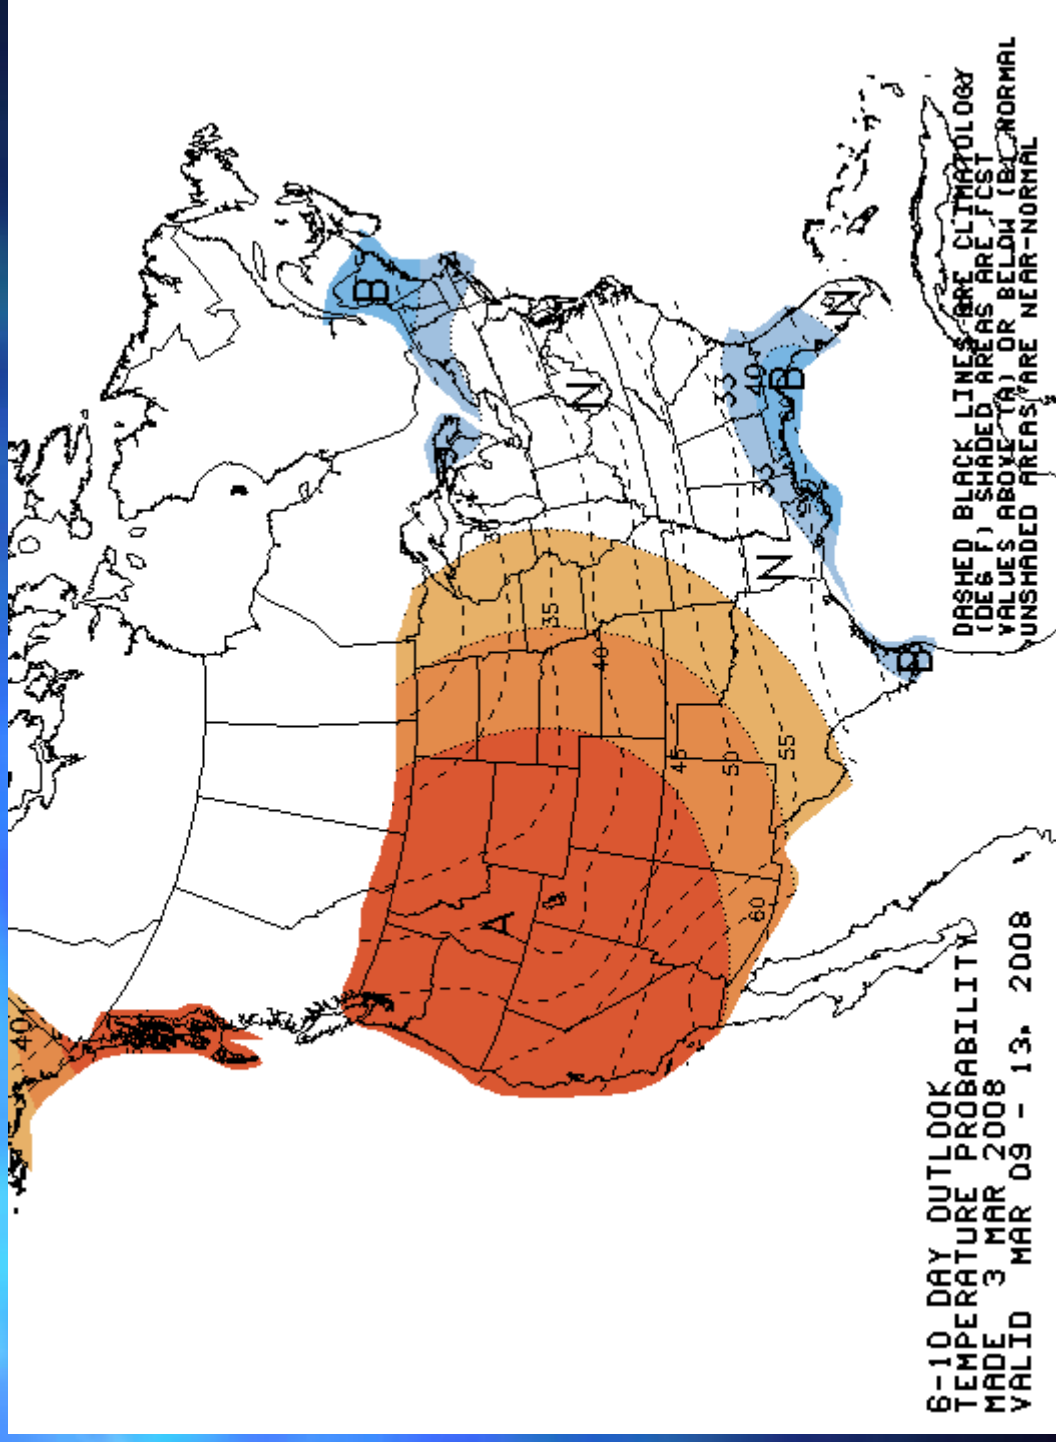 6-10 DAY OUTLOOK
TEMPERATURE PROBABILITY
MADE 3 MAR 2008
VALID MAR 09 - 13, 2008
DASHED BLACK LINES ARE CLIMATOLOGY
(DEG F) SHADED AREAS ARE FCST
VALUES ABOVE (A) OR BELOW (B) NORMAL
UNSHADED AREAS ARE NEAR-NORMAL
40
A
60
55
50
45
40
35
B
N
33
B
33
40
B
N
N
B